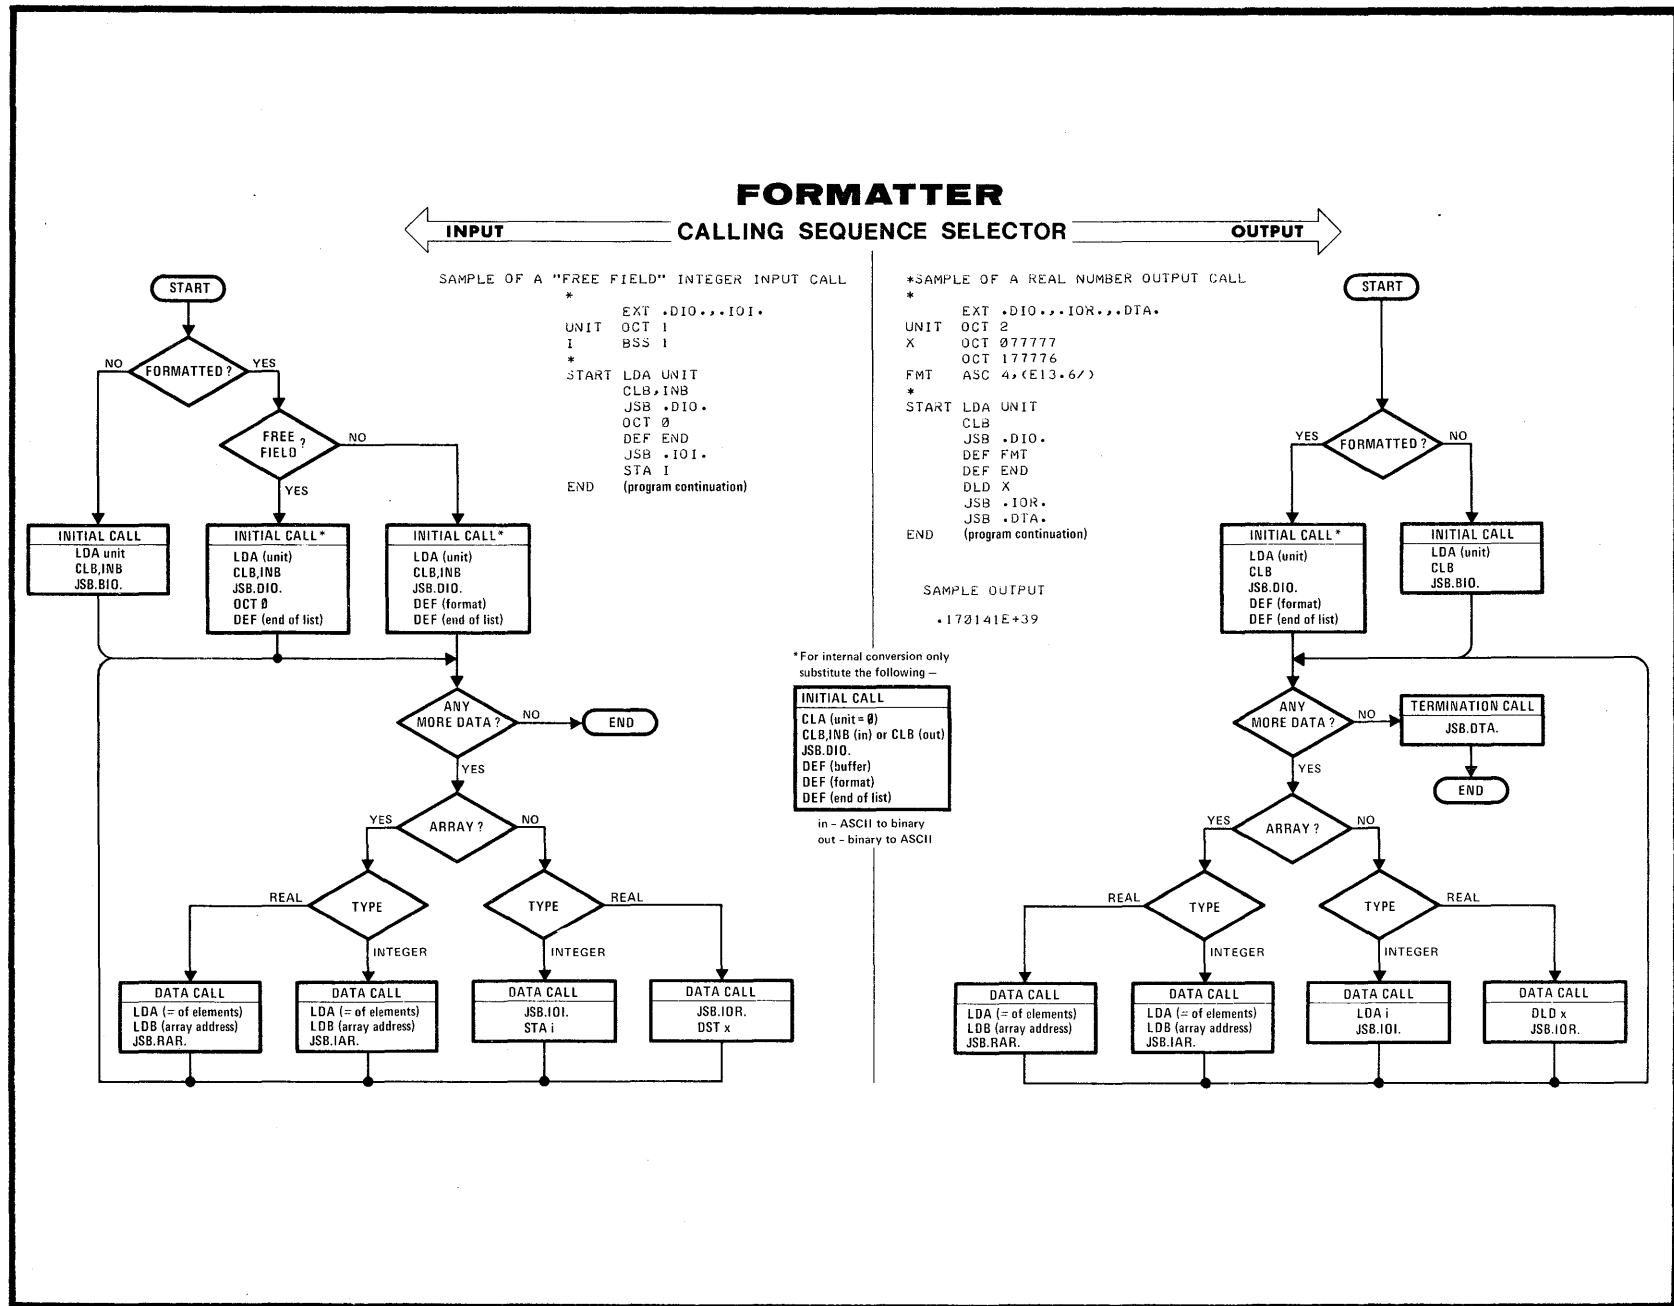 FORMATTER
INPUT
CALLING SEQUENCE SELECTOR
OUTPUT
START
FORMATTED ?
NO
YES
FREE FIELD ?
NO
YES
INITIAL CALL
LDA unit
CLB,INB
JSB.BIO.
INITIAL CALL*
LDA (unit)
CLB,INB
JSB.DIO.
OCT Ø
DEF (end of list)
INITIAL CALL*
LDA (unit)
CLB,INB
JSB.DIO.
DEF (format)
DEF (end of list)
ANY
MORE DATA ?
NO
END
YES
ARRAY ?
YES
NO
TYPE
REAL
INTEGER
TYPE
REAL
INTEGER
DATA CALL
LDA (= of elements)
LDB (array address)
JSB.RAR.
DATA CALL
LDA (= of elements)
LDB (array address)
JSB.IAR.
DATA CALL
JSB.IOI.
STA i
DATA CALL
JSB.IOR.
DST x
SAMPLE OF A "FREE FIELD" INTEGER INPUT CALL
*
EXT .DIO.,.IOI.
UNIT OCT 1
I BSS 1
*
START LDA UNIT
CLB,INB
JSB .DIO.
OCT Ø
DEF END
JSB .IOI.
STA I
END (program continuation)
*SAMPLE OF A REAL NUMBER OUTPUT CALL
*
EXT .DIO.,.IOR.,.DTA.
UNIT OCT 2
X OCT Ø77777
OCT 177776
FMT ASC 4,(E13.6/)
*
START LDA UNIT
CLB
JSB .DIO.
DEF FMT
DEF END
DLD X
JSB .IOR.
JSB .DTA.
END (program continuation)
SAMPLE OUTPUT
.17Ø141E+39
*For internal conversion only
substitute the following —
INITIAL CALL
CLA (unit = Ø)
CLB,INB (in) or CLB (out)
JSB.DIO.
DEF (buffer)
DEF (format)
DEF (end of list)
in - ASCII to binary
out - binary to ASCII
START
FORMATTED ?
YES
NO
INITIAL CALL*
LDA (unit)
CLB
JSB.DIO.
DEF (format)
DEF (end of list)
INITIAL CALL
LDA (unit)
CLB
JSB.BIO.
ANY
MORE DATA ?
NO
TERMINATION CALL
JSB.DTA.
END
YES
ARRAY ?
YES
NO
TYPE
REAL
INTEGER
TYPE
REAL
INTEGER
DATA CALL
LDA (= of elements)
LDB (array address)
JSB.RAR.
DATA CALL
LDA (= of elements)
LDB (array address)
JSB.IAR.
DATA CALL
LDA i
JSB.IOI.
DATA CALL
DLD x
JSB.IOR.